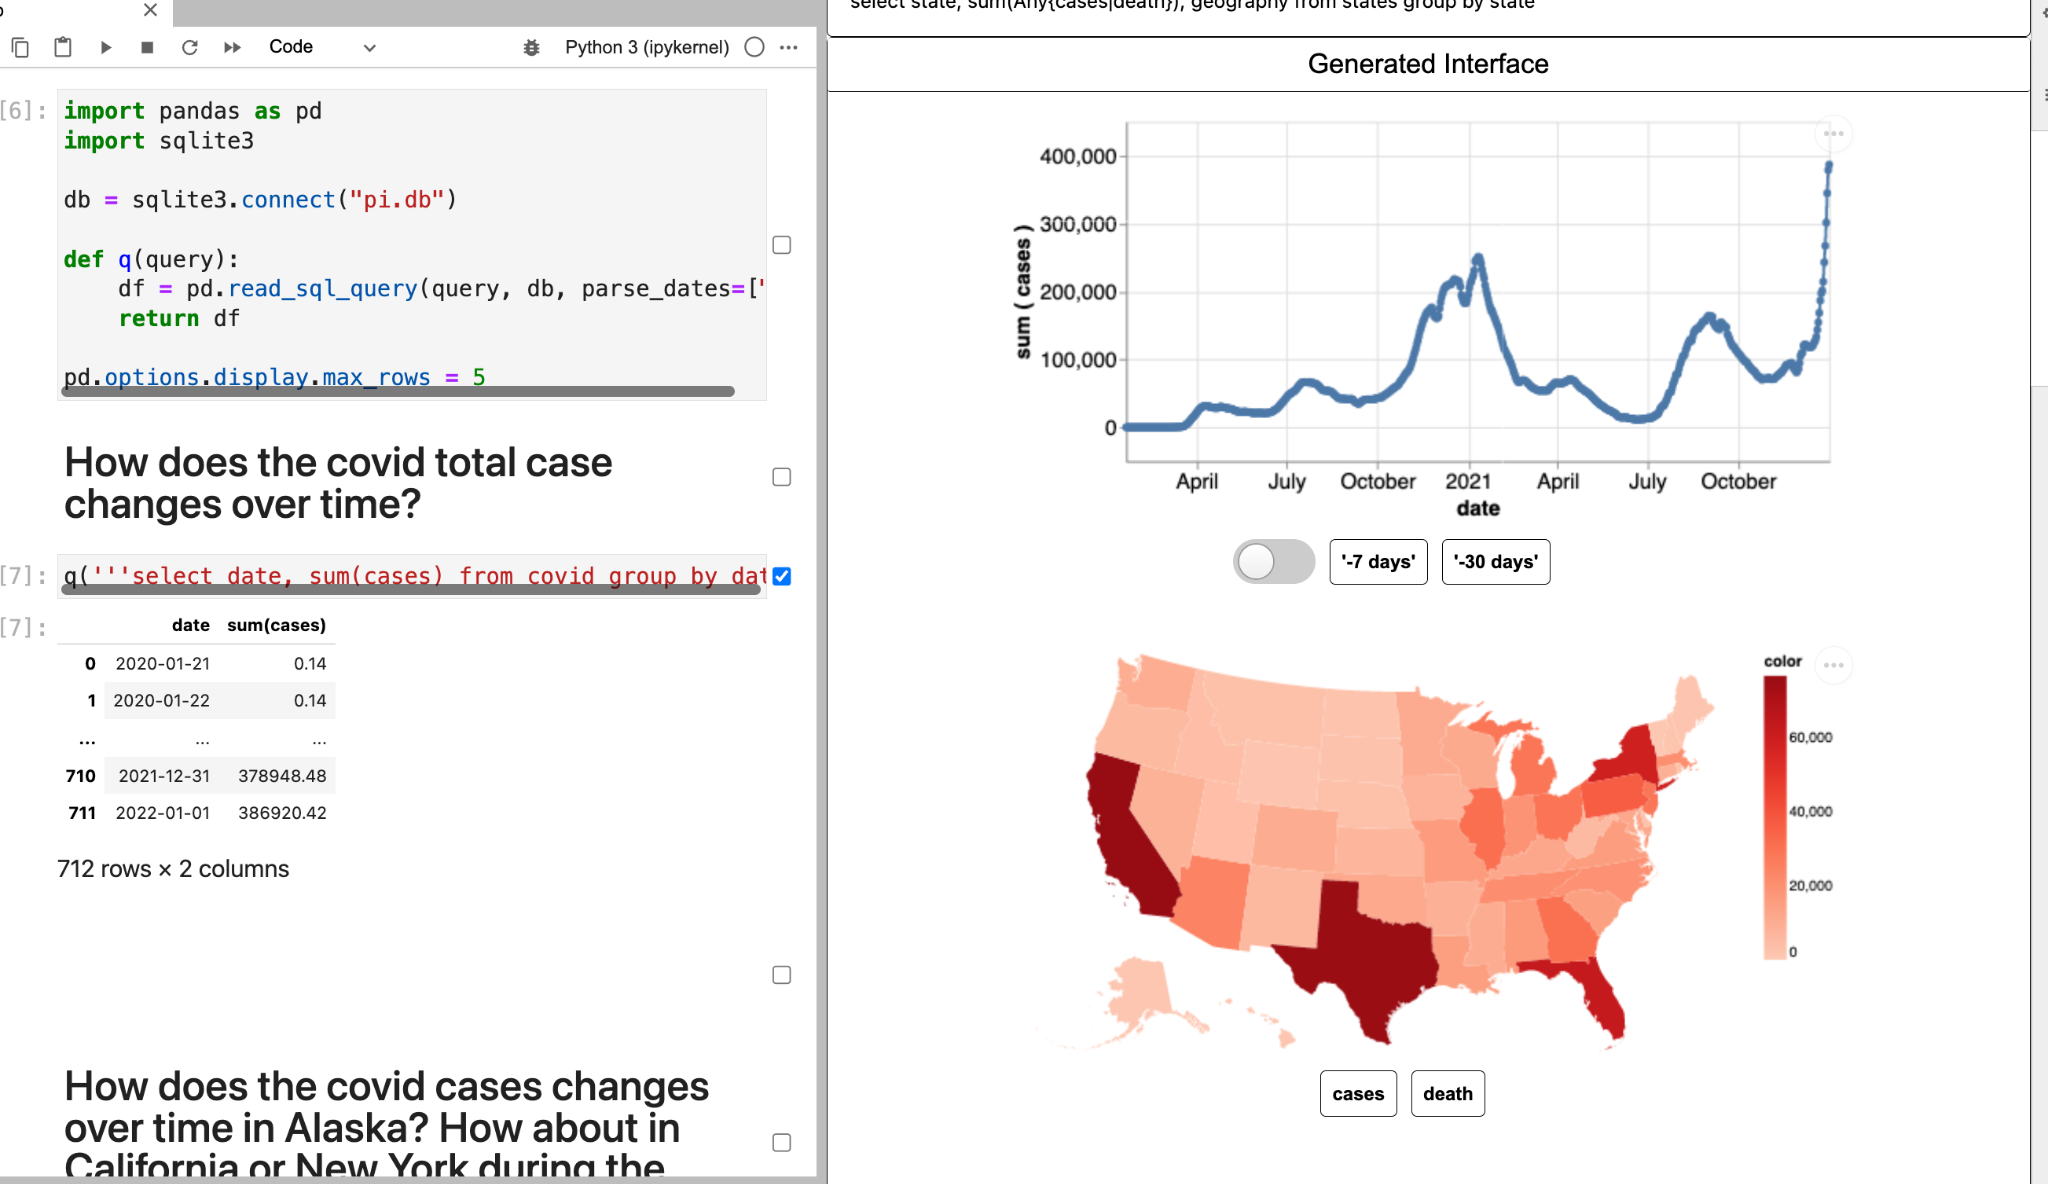 Code
Python 3 (ipykernel)
[6]:
import pandas as pd
import sqlite3
db = sqlite3.connect("pi.db")
def q(query):
df = pd.read_sql_query(query, db, parse_dates=['
return df
pd.options.display.max_rows = 5
How does the covid total case
changes over time?
[7]:
q('''select date, sum(cases) from covid group by dat
[7]:
date sum(cases)
0 2020-01-21 0.14
1 2020-01-22 0.14
... ... ...
710 2021-12-31 378948.48
711 2022-01-01 386920.42
712 rows × 2 columns
How does the covid cases changes
over time in Alaska? How about in
California or New York during the
select state, sum(Any{cases|death}), geography from states group by state
Generated Interface
400,000
300,000
200,000
100,000
0
sum ( cases )
April July October 2021 April July October
date
'-7 days' '-30 days'
color
60,000
40,000
20,000
0
cases death